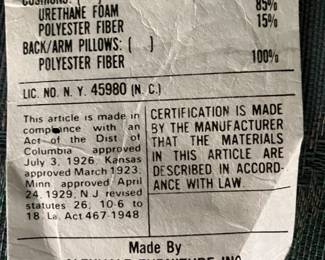 CUSHIONS: ( )
URETHANE FOAM 85%
POLYESTER FIBER 15%
BACK/ARM PILLOWS: ( )
POLYESTER FIBER 100%
LIC. NO. N. Y. 45980 (N. C.)
This article is made in
compliance with an
Act of the Dist of
Columbia approved
July 3, 1926. Kansas
approved March 1923.
Minn approved April
24, 1929, N. J. revised
statutes 26, 10-6 to
18 La. Act 467-1948
CERTIFICATION IS MADE
BY THE MANUFACTURER
THAT THE MATERIALS
IN THIS ARTICLE ARE
DESCRIBED IN ACCORD-
ANCE WITH LAW.
Made By
FURNITURE INC